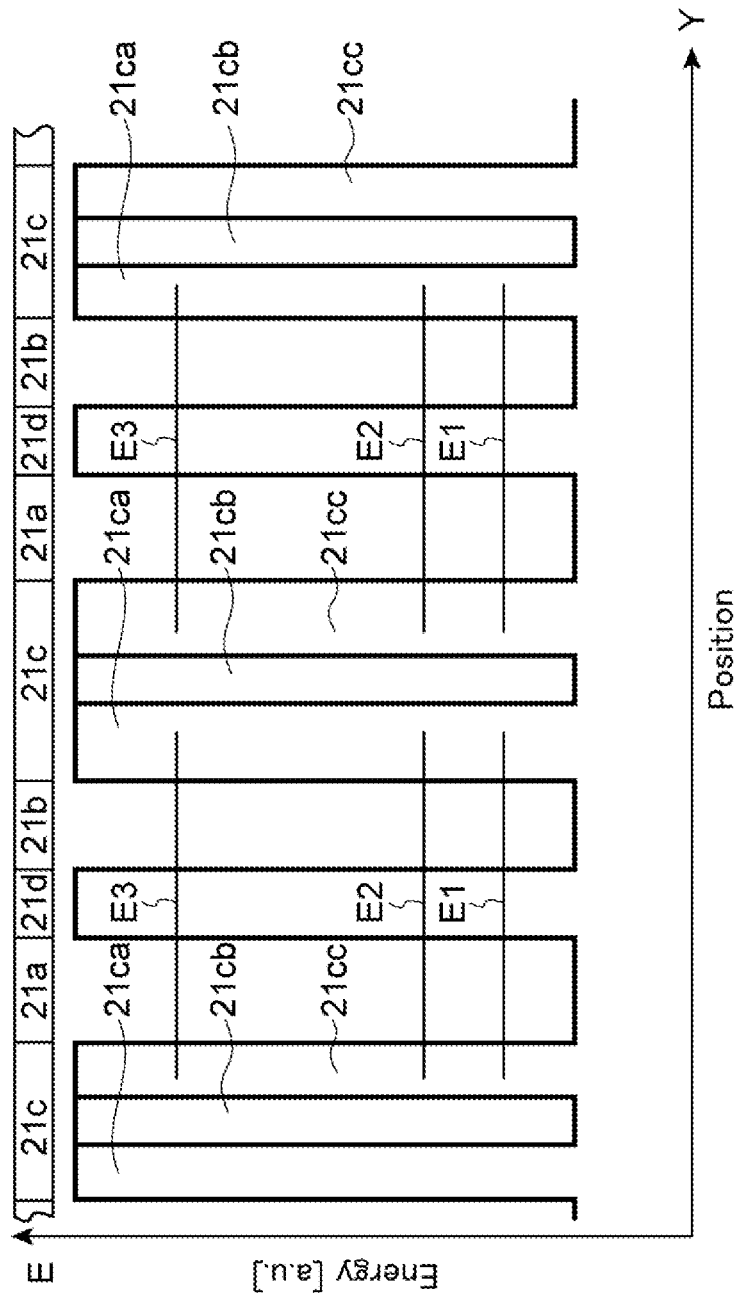 E
21c 21a 21d 21b 21c 21a 21d 21b 21c
21ca 21ca 21ca
E3 E3
21cb 21cb 21cb
21cc 21cc 21cc
E2 E2
E1 E1
Energy [a.u.]
Y
Position